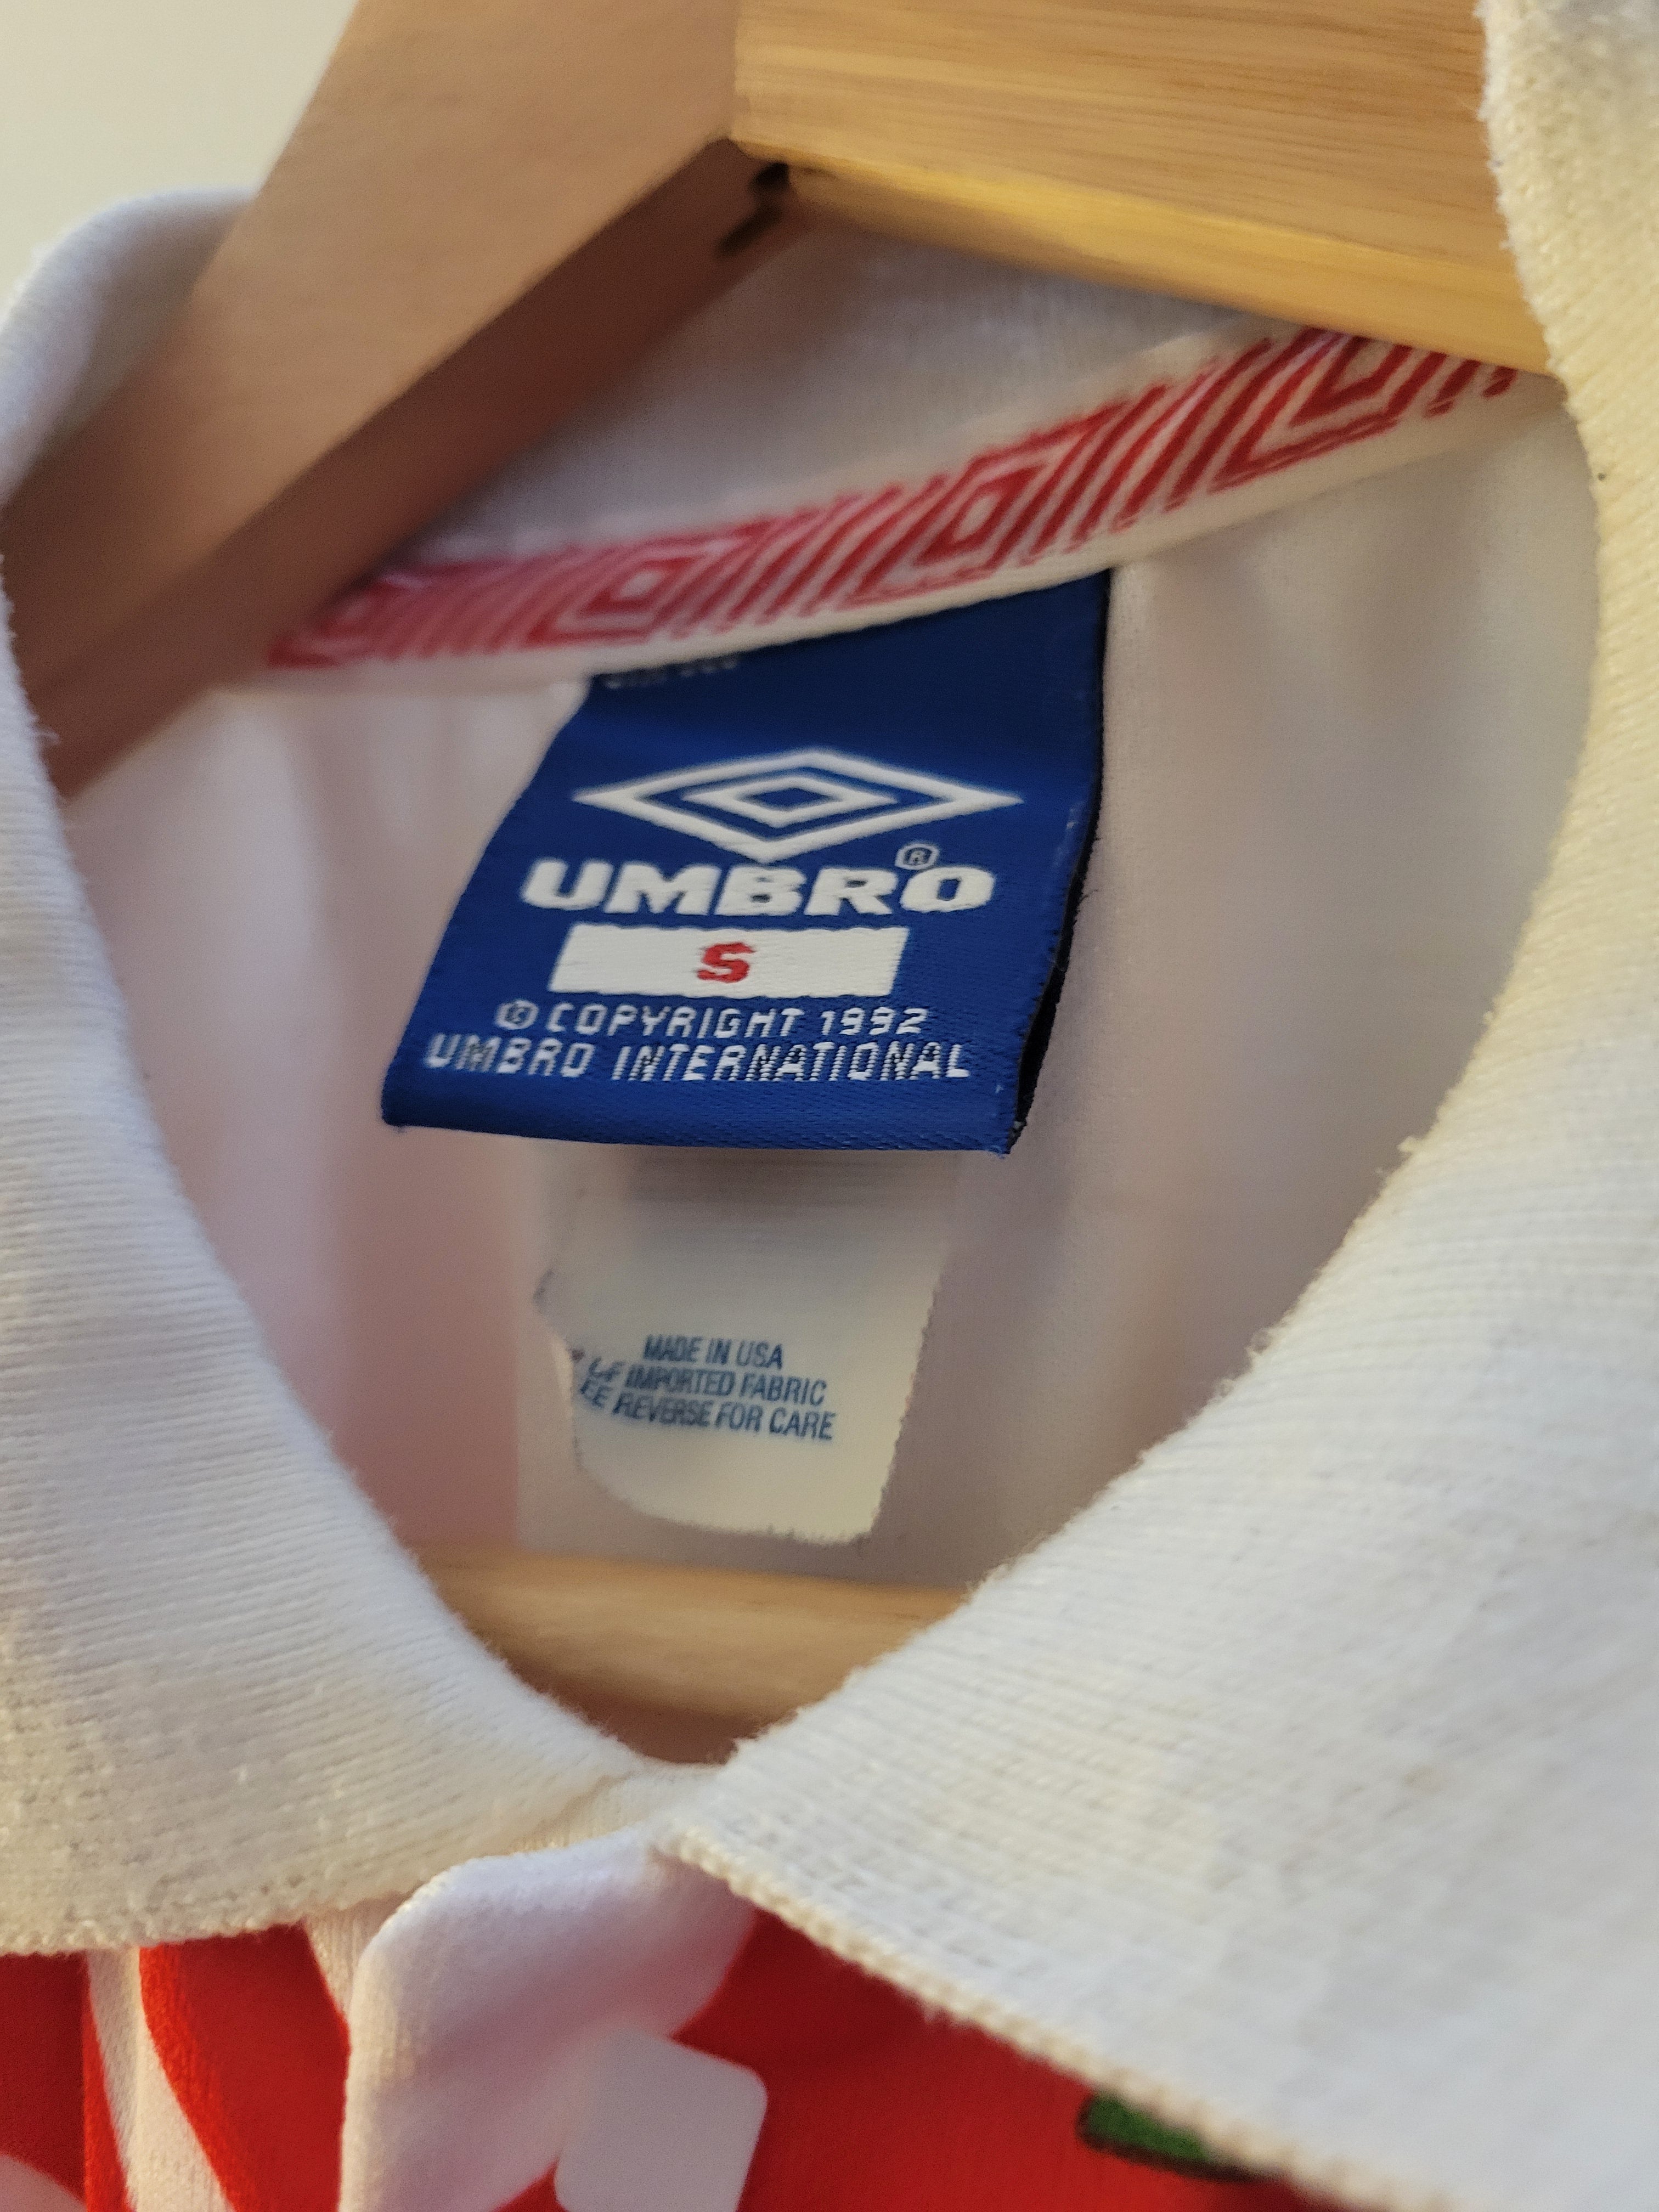 UMBRO®
S
© COPYRIGHT 1992
UMBRO INTERNATIONAL
MADE IN USA
IMPORTED FABRIC
REVERSE FOR CARE